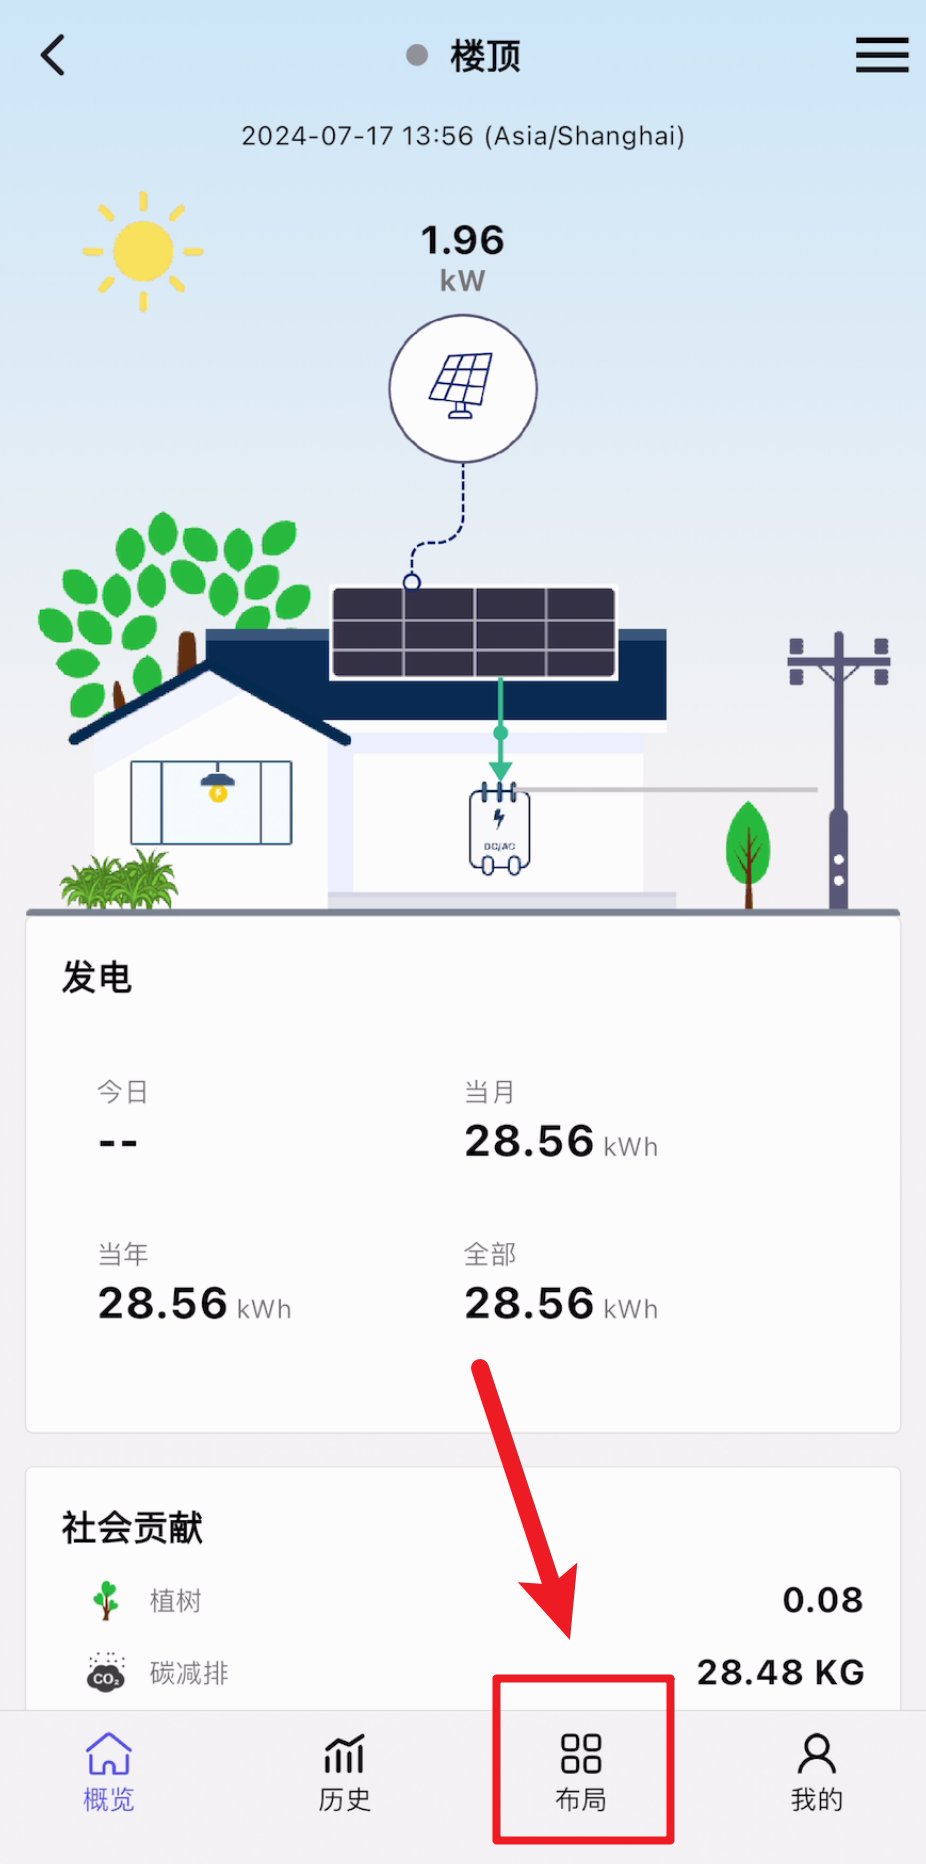 楼顶
2024-07-17 13:56 (Asia/Shanghai)
1.96
kW
DC/AC
发电
今日
当月
--
28.56 kWh
当年
全部
28.56 kWh
28.56 kWh
社会贡献
植树
0.08
CO₂
碳减排
28.48 KG
概览
历史
布局
我的